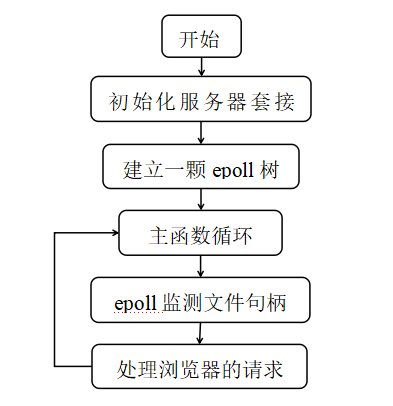 开始
初始化服务器套接
建立一颗 epoll 树
主函数循环
epoll 监测文件句柄
处理浏览器的请求